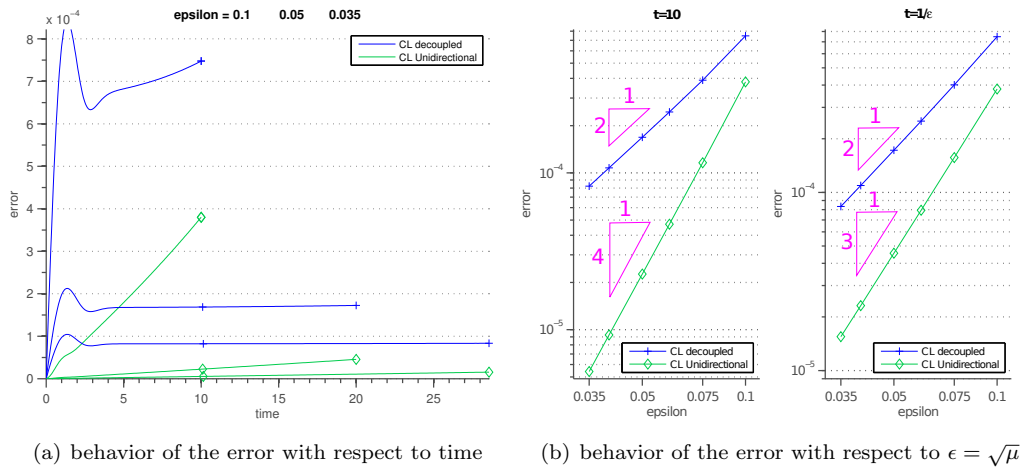 x 10⁻⁴
epsilon = 0.1 0.05 0.035
8
7
6
5
4
3
2
1
0
error
0 5 10 15 20 25
time
CL decoupled
CL Unidirectional
(a) behavior of the error with respect to time
t=10
10⁻⁴
10⁻⁵
error
1
2
1
4
CL decoupled
CL Unidirectional
0.035 0.05 0.075 0.1
epsilon
t=1/ε
10⁻⁴
10⁻⁵
error
1
2
1
3
CL decoupled
CL Unidirectional
0.035 0.05 0.075 0.1
epsilon
(b) behavior of the error with respect to ϵ = √μ